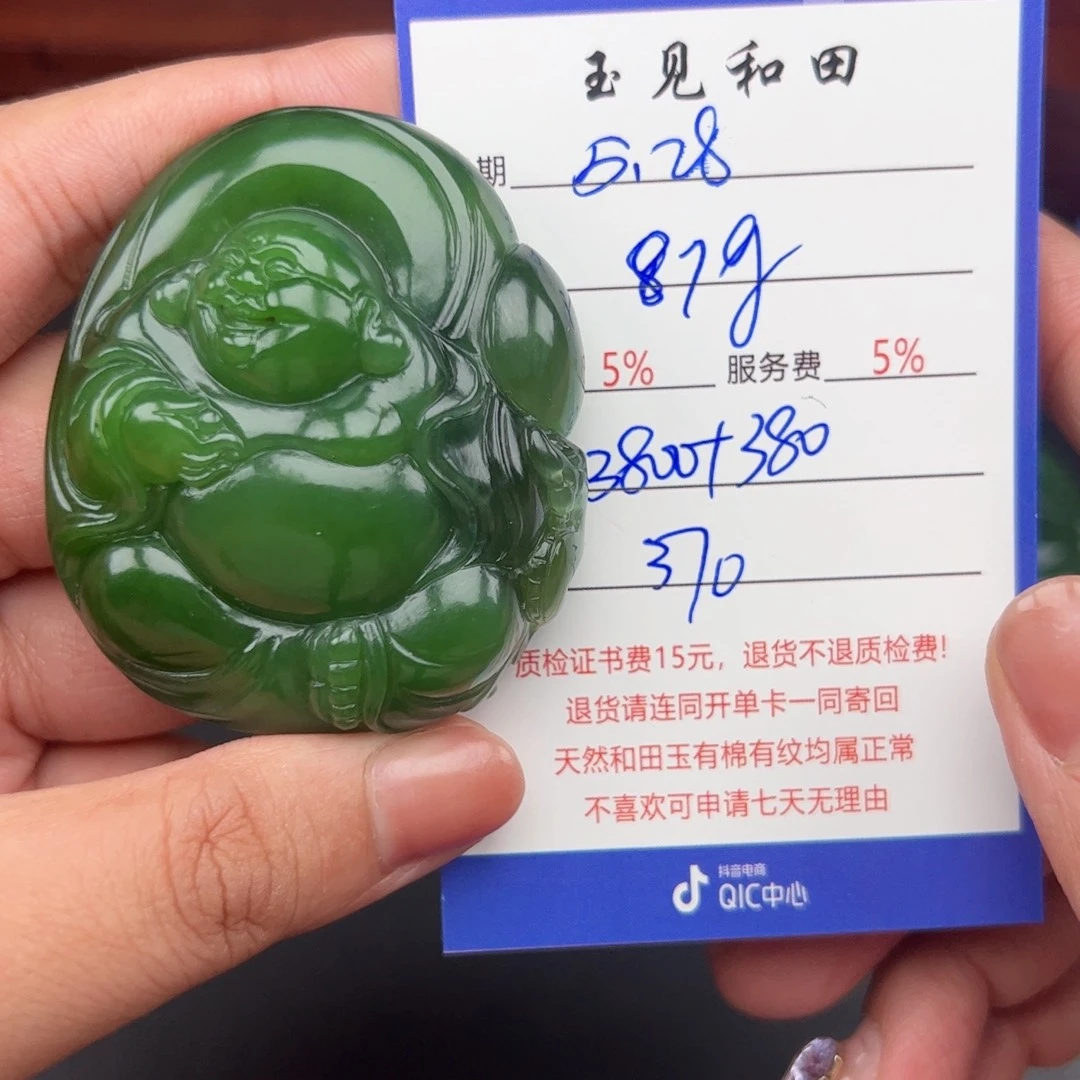 玉见和田
期 5.28
87g
5% 服务费 5%
3800+380
370
质检证书费15元，退货不退质检费!
退货请连同开单卡一同寄回
天然和田玉有棉有纹均属正常
不喜欢可申请七天无理由
抖音电商
QIC中心